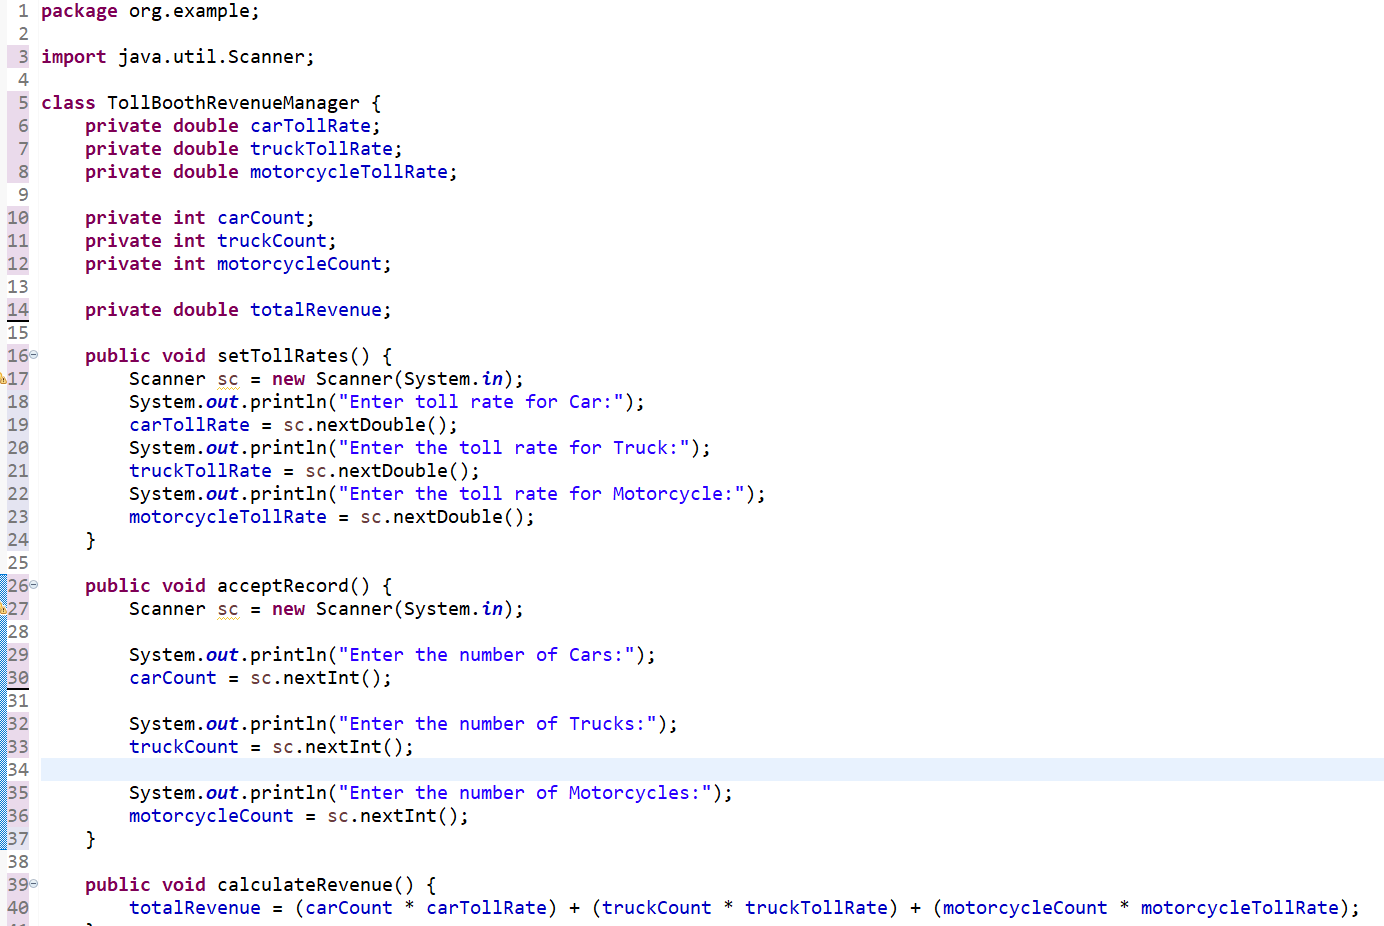 1 package org.example;
2
3 import java.util.Scanner;
4
5 class TollBoothRevenueManager {
6     private double carTollRate;
7     private double truckTollRate;
8     private double motorcycleTollRate;
9
10     private int carCount;
11     private int truckCount;
12     private int motorcycleCount;
13
14     private double totalRevenue;
15
16     public void setTollRates() {
17         Scanner sc = new Scanner(System.in);
18         System.out.println("Enter toll rate for Car:");
19         carTollRate = sc.nextDouble();
20         System.out.println("Enter the toll rate for Truck:");
21         truckTollRate = sc.nextDouble();
22         System.out.println("Enter the toll rate for Motorcycle:");
23         motorcycleTollRate = sc.nextDouble();
24     }
25
26     public void acceptRecord() {
27         Scanner sc = new Scanner(System.in);
28
29         System.out.println("Enter the number of Cars:");
30         carCount = sc.nextInt();
31
32         System.out.println("Enter the number of Trucks:");
33         truckCount = sc.nextInt();
34
35         System.out.println("Enter the number of Motorcycles:");
36         motorcycleCount = sc.nextInt();
37     }
38
39     public void calculateRevenue() {
40         totalRevenue = (carCount * carTollRate) + (truckCount * truckTollRate) + (motorcycleCount * motorcycleTollRate);